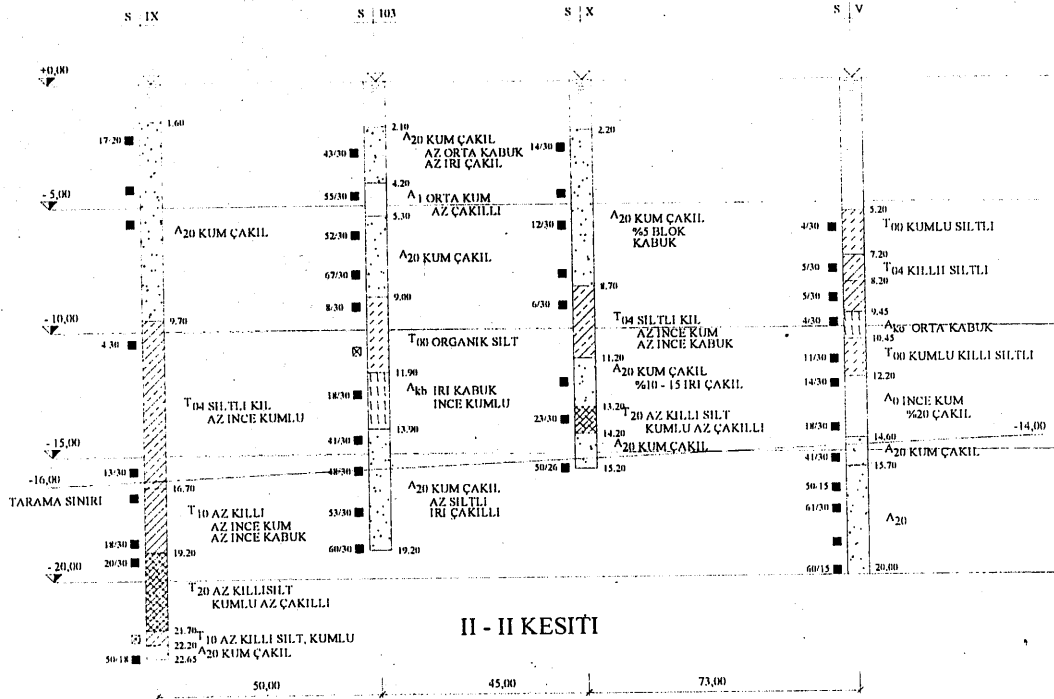 S IX
S 103
S X
S V
+0,00
1.60
17-20
- 5,00
A20 KUM ÇAKIL
- 10,00
9.70
4 30
T04 SILTLI KIL
AZ INCE KUMLU
- 15,00
13/30
-16,00
TARAMA SINIRI
16.70
T10 AZ KILLI
AZ INCE KUM
AZ INCE KABUK
18/30
19.20
20/30
- 20,00
T20 AZ KILLISILT
KUMLU AZ ÇAKILLI
21.70
T10 AZ KILLI SILT, KUMLU
22.20
A20 KUM ÇAKIL
50-18
22.65
2.10
A20 KUM ÇAKIL
AZ ORTA KABUK
AZ IRI ÇAKIL
43/30
4.20
55/30
A1 ORTA KUM
AZ ÇAKILLI
5.30
52/30
A20 KUM ÇAKIL
67/30
9.00
8/30
T00 ORGANIK SILT
11.90
18/30
Akb IRI KABUK
INCE KUMLU
13.90
41/30
48/30
A20 KUM ÇAKIL
AZ SILTLI
IRI ÇAKILLI
53/30
60/30
19.20
2.20
14/30
12/30
A20 KUM ÇAKIL
%5 BLOK
KABUK
8.70
6/30
T04 SILTLI KIL
AZ INCE KUM
AZ INCE KABUK
11.20
A20 KUM ÇAKIL
%10 - 15 IRI ÇAKIL
13.20
23/30
T20 AZ KILLI SILT
KUMLU AZ ÇAKILLI
14.20
A20 KUM ÇAKIL
50/26
15.20
5.20
4/30
T00 KUMLU SILTLI
7.20
5/30
T04 KILLI SILTLI
8.20
5/30
9.45
4/30
ORTA KABUK
10.45
11/30
T00 KUMLU KILLI SILTLI
12.20
14/30
A0 INCE KUM
%20 ÇAKIL
18/30
-14,00
14.60
A20 KUM ÇAKIL
41/30
15.70
50-15
61/30
A20
60/15
20,00
II - II KESİTİ
50,00
45,00
73,00